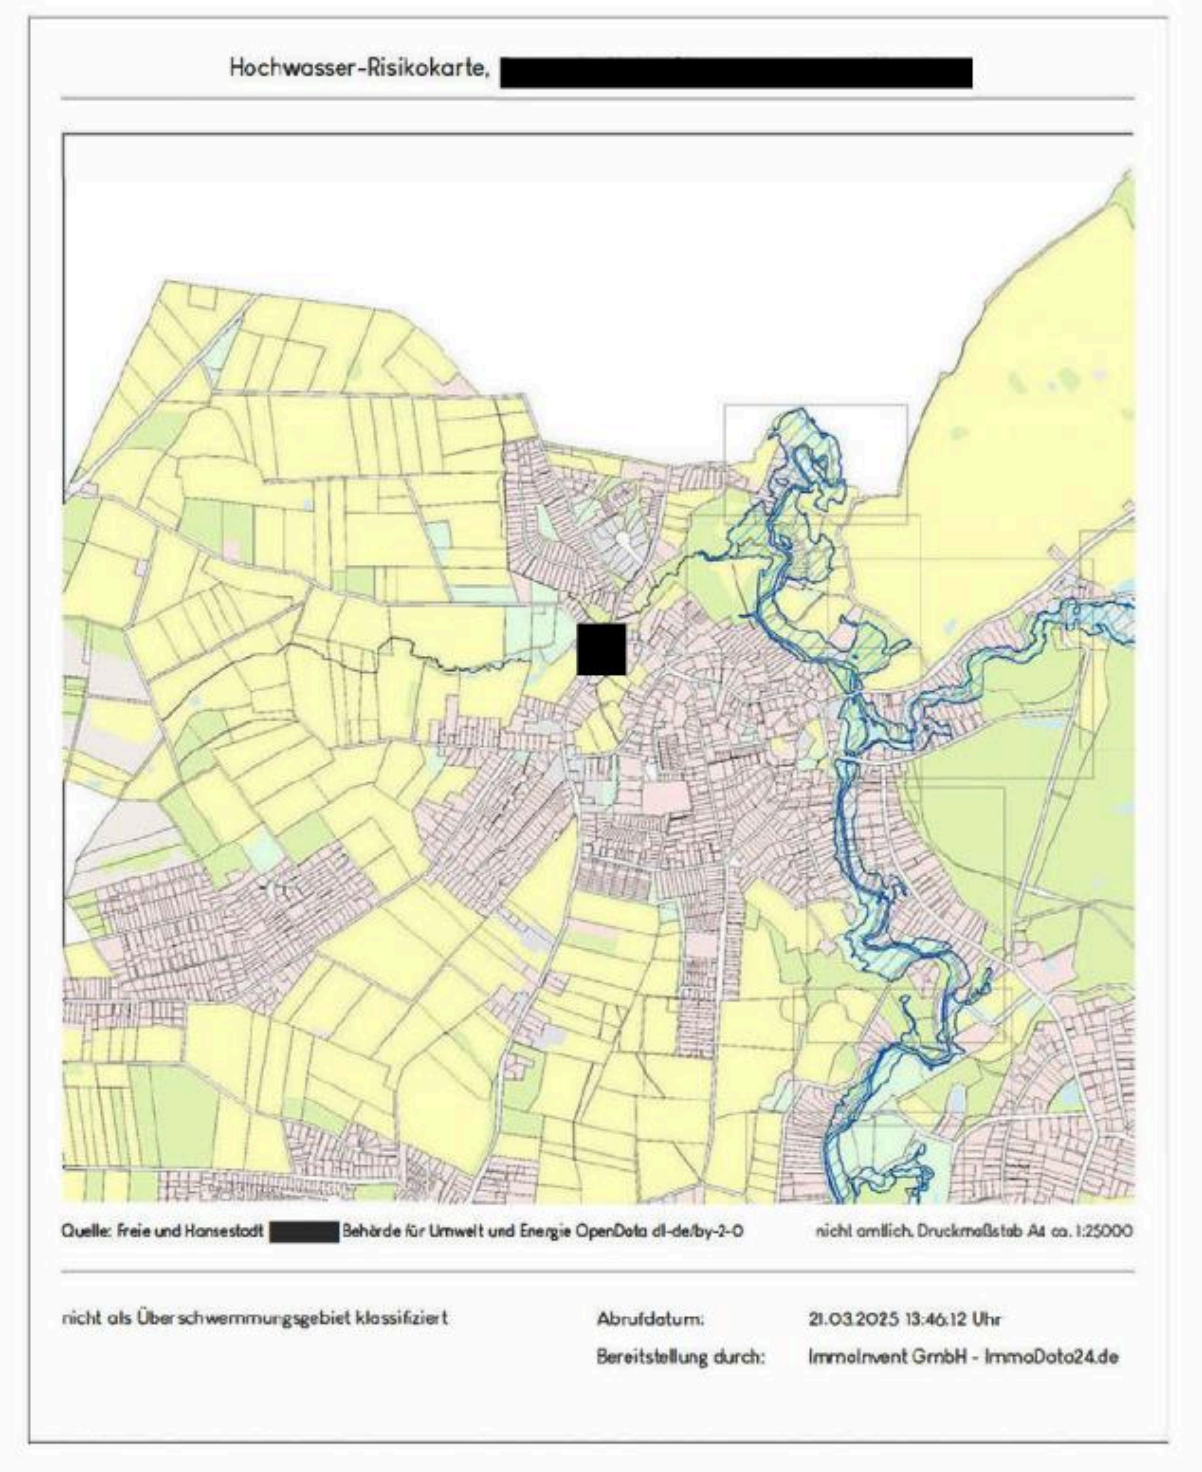 Hochwasser-Risikokarte,
Quelle: Freie und Hansestadt Behörde für Umwelt und Energie OpenData dl-de/by-2-0 nicht amtlich, Druckmaßstab A4 ca. 1:25000
nicht als Überschwemmungsgebiet klassifiziert Abrufdatum: 21.03.2025 13:46:12 Uhr
Bereitstellung durch: ImmoInvent GmbH - ImmoData24.de